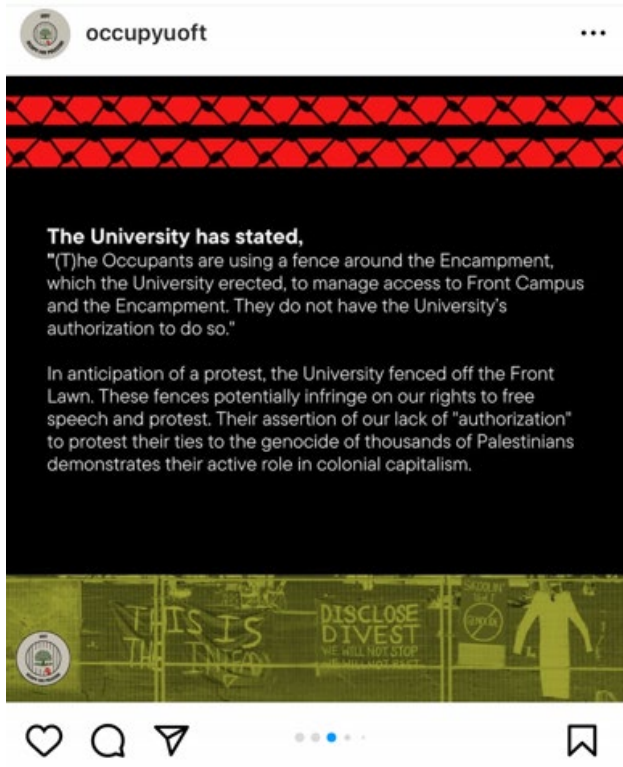 occupyuoft
The University has stated,
"(T)he Occupants are using a fence around the Encampment,
which the University erected, to manage access to Front Campus
and the Encampment. They do not have the University's
authorization to do so."
In anticipation of a protest, the University fenced off the Front
Lawn. These fences potentially infringe on our rights to free
speech and protest. Their assertion of our lack of "authorization"
to protest their ties to the genocide of thousands of Palestinians
demonstrates their active role in colonial capitalism.
THIS IS
THE
DISCLOSE
DIVEST
WE WILL NOT STOP
WE WILL NOT REST
GENOCIDE